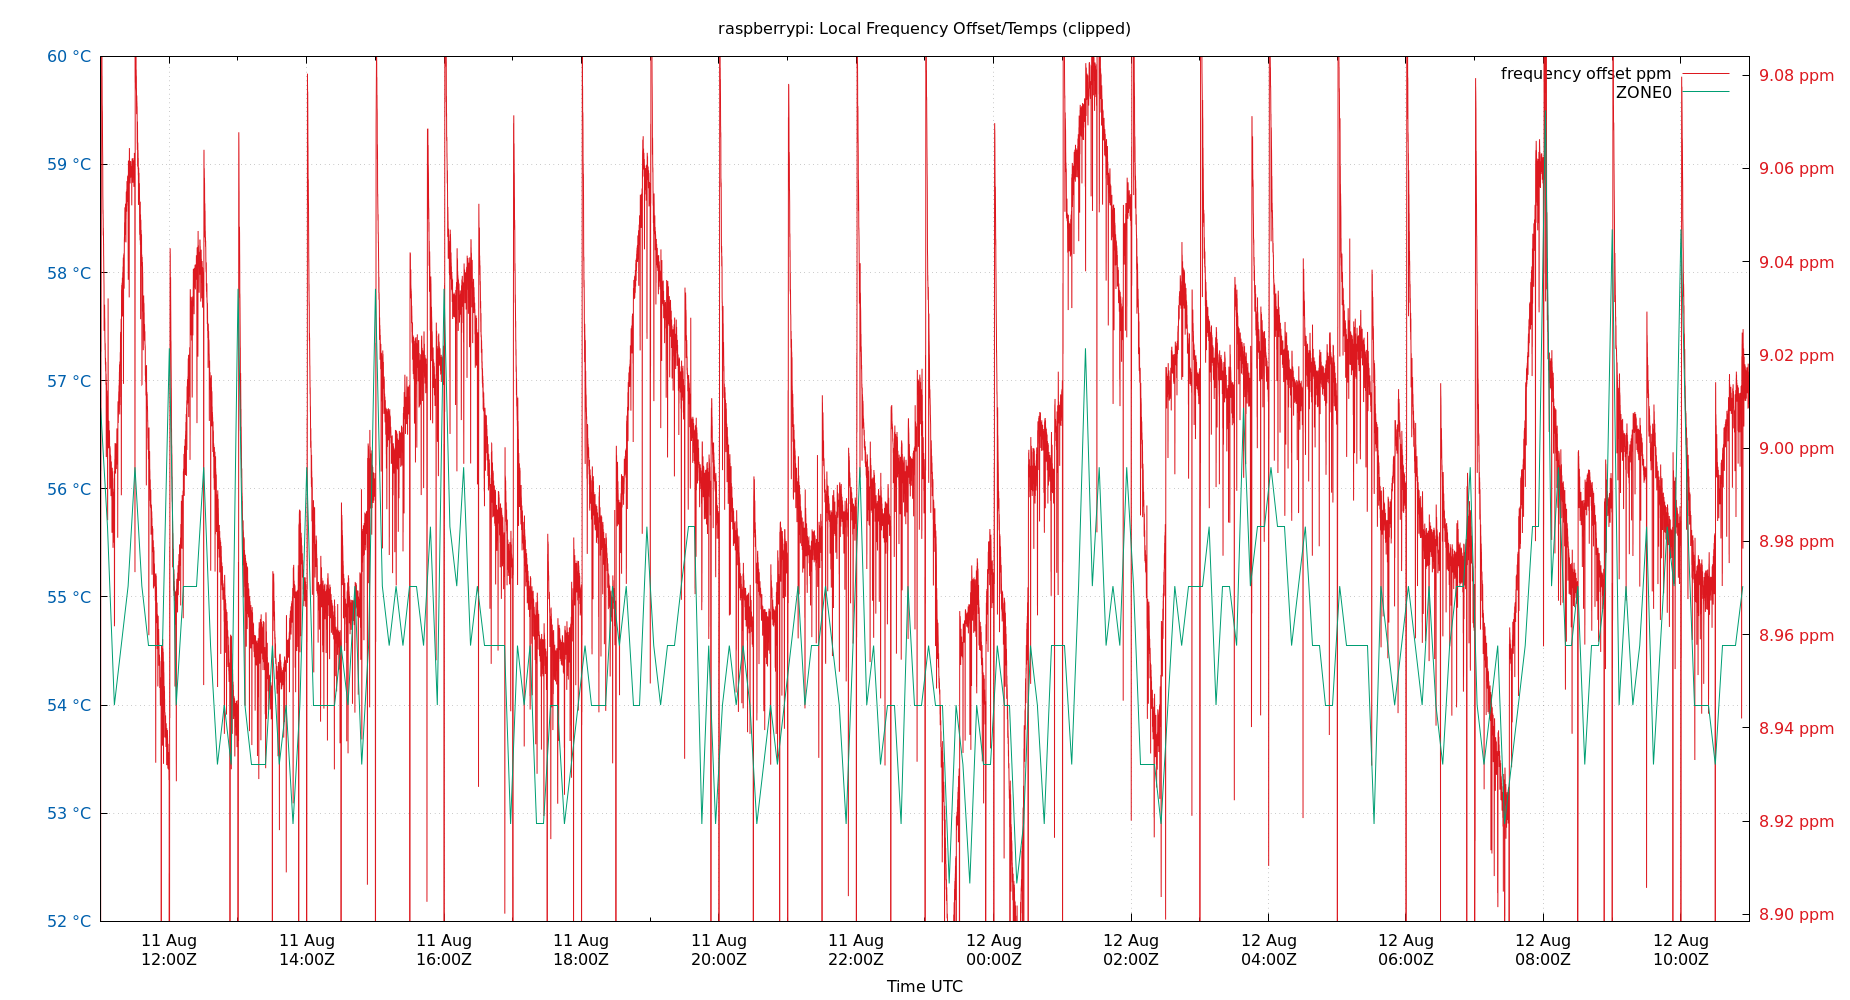 raspberrypi: Local Frequency Offset/Temps (clipped)
60 °C
59 °C
58 °C
57 °C
56 °C
55 °C
54 °C
53 °C
52 °C
frequency offset ppm
ZONE0
9.08 ppm
9.06 ppm
9.04 ppm
9.02 ppm
9.00 ppm
8.98 ppm
8.96 ppm
8.94 ppm
8.92 ppm
8.90 ppm
11 Aug
12:00Z
11 Aug
14:00Z
11 Aug
16:00Z
11 Aug
18:00Z
11 Aug
20:00Z
11 Aug
22:00Z
12 Aug
00:00Z
12 Aug
02:00Z
12 Aug
04:00Z
12 Aug
06:00Z
12 Aug
08:00Z
12 Aug
10:00Z
Time UTC